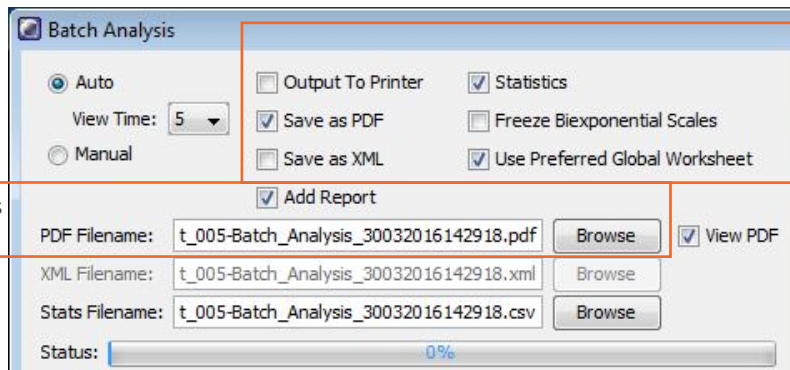 Batch Analysis
Auto
Output To Printer
Statistics
View Time: 5
Save as PDF
Freeze Biexponential Scales
Manual
Save as XML
Use Preferred Global Worksheet
Add Report
s
PDF Filename: t_005-Batch_Analysis_30032016142918.pdf Browse View PDF
XML Filename: t_005-Batch_Analysis_30032016142918.xml Browse
Stats Filename: t_005-Batch_Analysis_30032016142918.csv Browse
Status: 0%